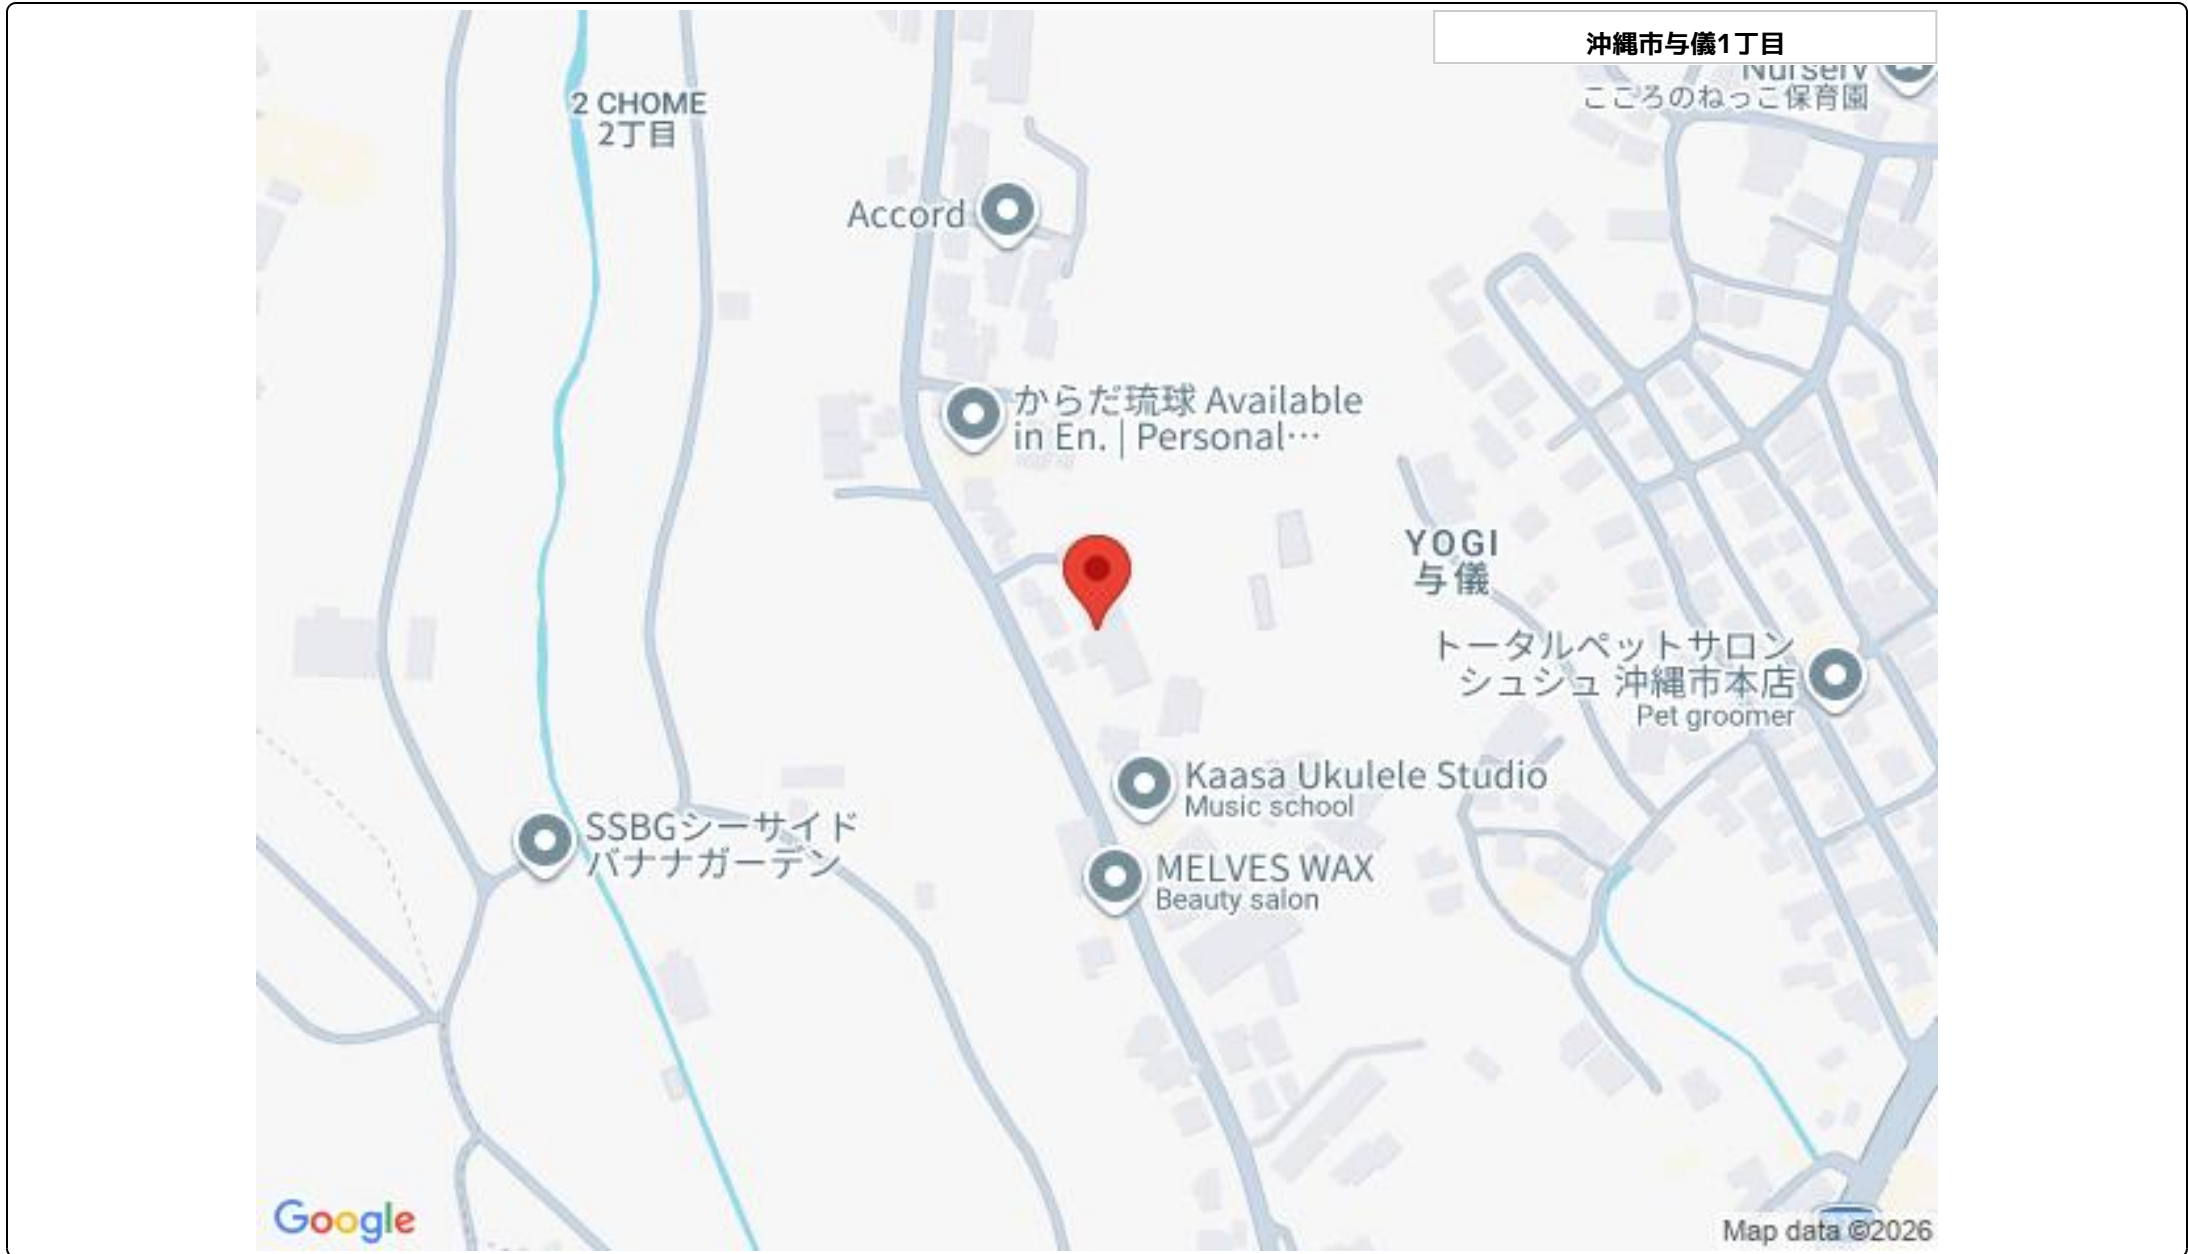 沖縄市与儀1丁目
Nursery
こころのねっこ保育園
2 CHOME
2丁目
Accord
からだ琉球 Available
in En. | Personal…
YOGI
与儀
トータルペットサロン
シュシュ 沖縄市本店
Pet groomer
Kaasa Ukulele Studio
Music school
SSBGシーサイド
バナナガーデン
MELVES WAX
Beauty salon
Google
Map data ©2026